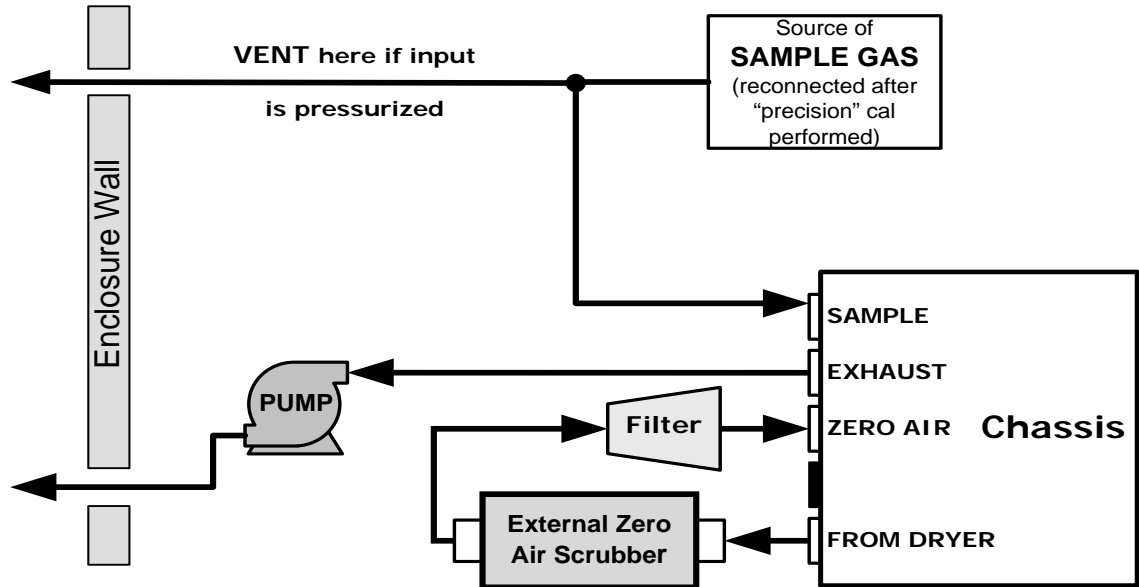 Source of
SAMPLE GAS
(reconnected after
“precision” cal
performed)
VENT here if input
is pressurized
Enclosure Wall
SAMPLE
EXHAUST
PUMP
Filter
ZERO AIR
Chassis
External Zero
Air Scrubber
FROM DRYER